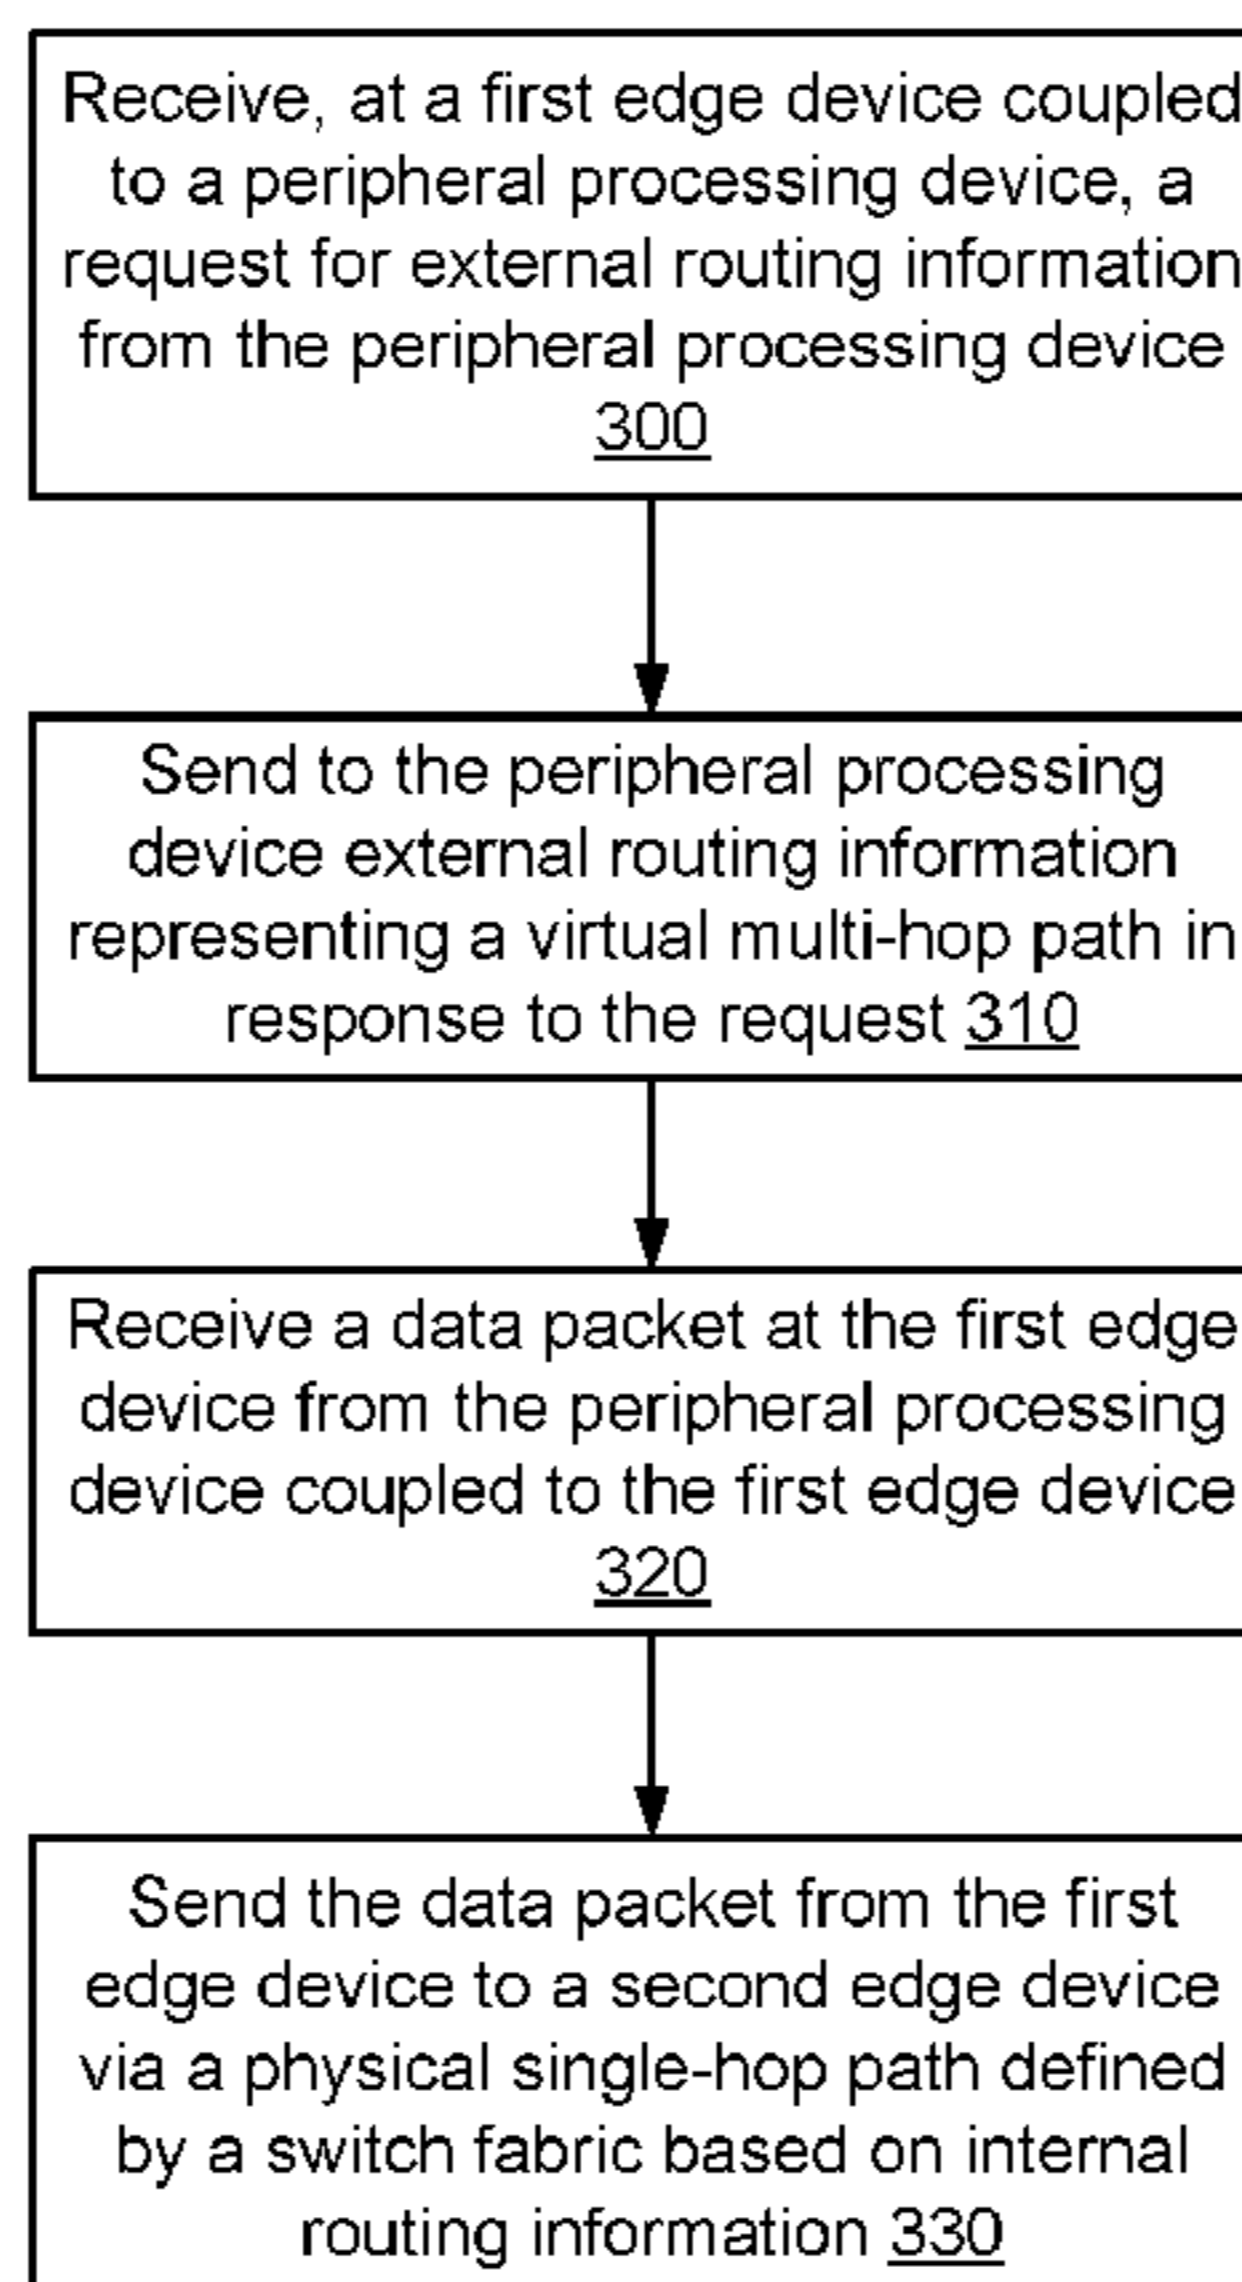 Receive, at a first edge device coupled
to a peripheral processing device, a
request for external routing information
from the peripheral processing device
300
Send to the peripheral processing
device external routing information
representing a virtual multi-hop path in
response to the request 310
Receive a data packet at the first edge
device from the peripheral processing
device coupled to the first edge device
320
Send the data packet from the first
edge device to a second edge device
via a physical single-hop path defined
by a switch fabric based on internal
routing information 330